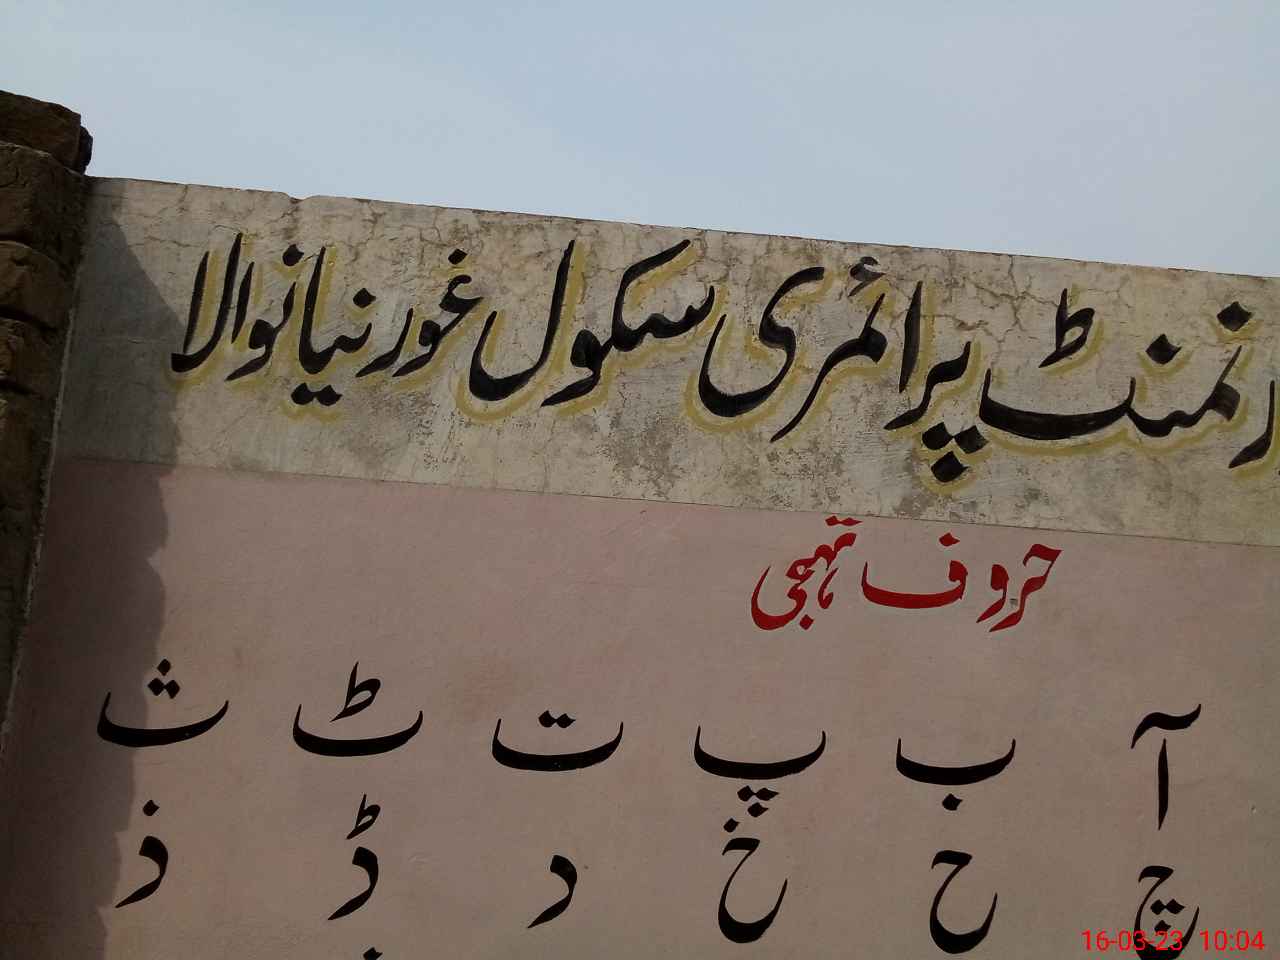 رنمنٹ پرائمری سکول غورنیانوالا
حروف تہجی
آ ب پ ت ٹ ث
چ ح خ د ڈ ذ
16-03-23 10:04